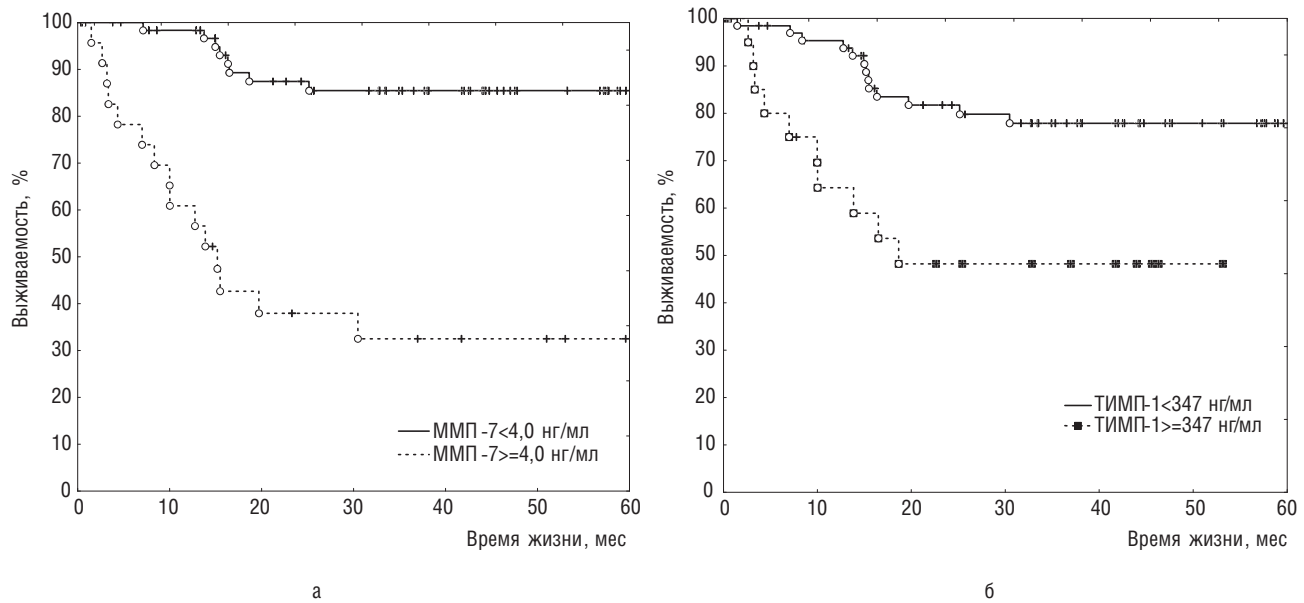 Выживаемость, %
100
90
80
70
60
50
40
30
20
10
0
ММП -7<4,0 нг/мл
ММП -7>=4,0 нг/мл
0 10 20 30 40 50 60
Время жизни, мес
а
Выживаемость, %
100
90
80
70
60
50
40
30
20
10
0
ТИМП-1<347 нг/мл
ТИМП-1>=347 нг/мл
0 10 20 30 40 50 60
Время жизни, мес
б